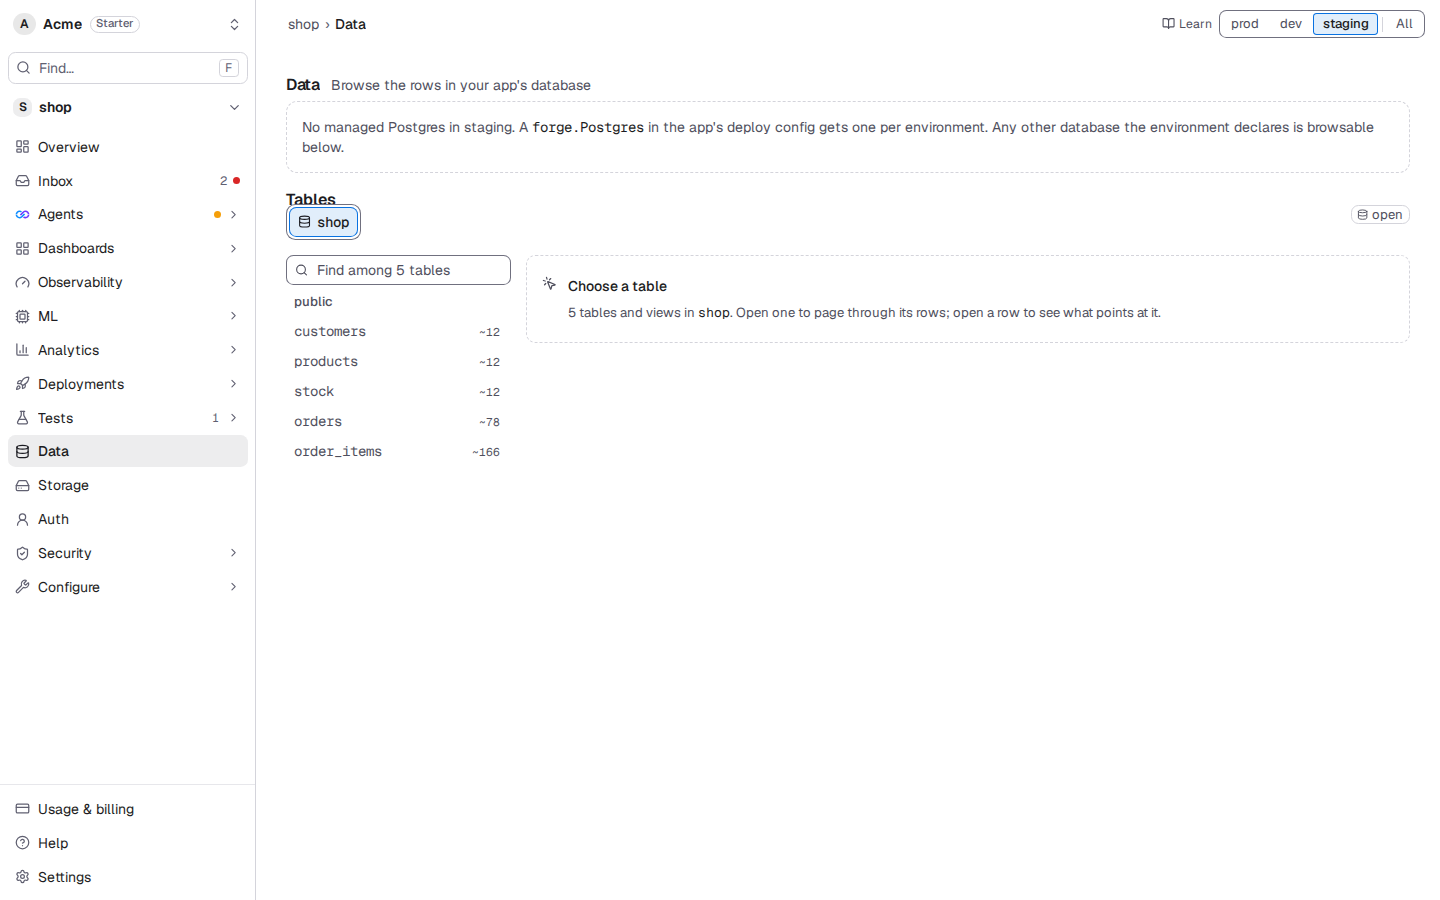 A Acme Starter
Find... F
S shop
Overview
Inbox 2
Agents
Dashboards
Observability
ML
Analytics
Deployments
Tests 1
Data
Storage
Auth
Security
Configure
Usage & billing
Help
Settings
shop › Data
Learn prod dev staging All
Data Browse the rows in your app's database
No managed Postgres in staging. A forge.Postgres in the app's deploy config gets one per environment. Any other database the environment declares is browsable
below.
Tables
shop
open
Find among 5 tables
public
customers ~12
products ~12
stock ~12
orders ~78
order_items ~166
Choose a table
5 tables and views in shop. Open one to page through its rows; open a row to see what points at it.